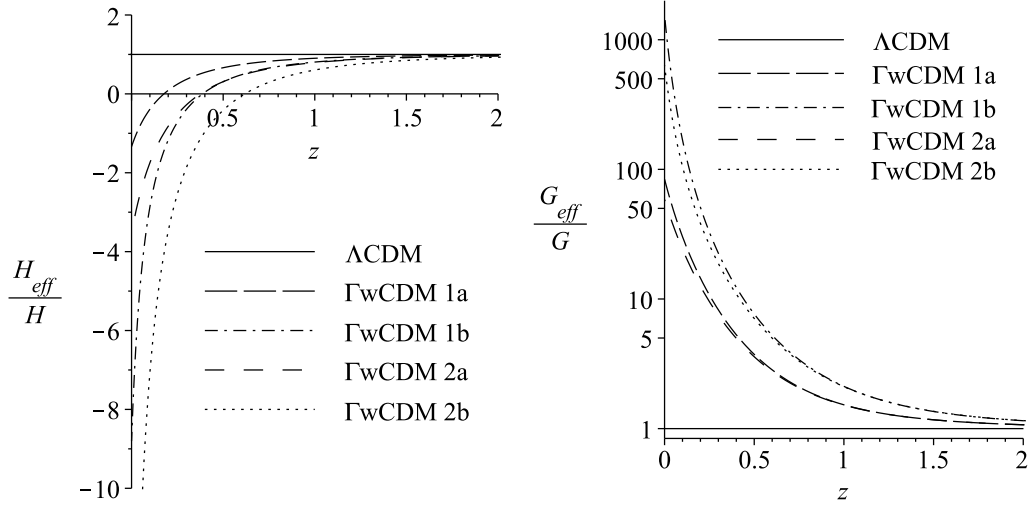 2
0
0.5
1
1.5
2
z
−2
−4
−6
−8
−10
H_eff
H
ΛCDM
ΓwCDM 1a
ΓwCDM 1b
ΓwCDM 2a
ΓwCDM 2b
1000
500
100
50
10
5
1
G_eff
G
0
0.5
1
1.5
2
z
ΛCDM
ΓwCDM 1a
ΓwCDM 1b
ΓwCDM 2a
ΓwCDM 2b